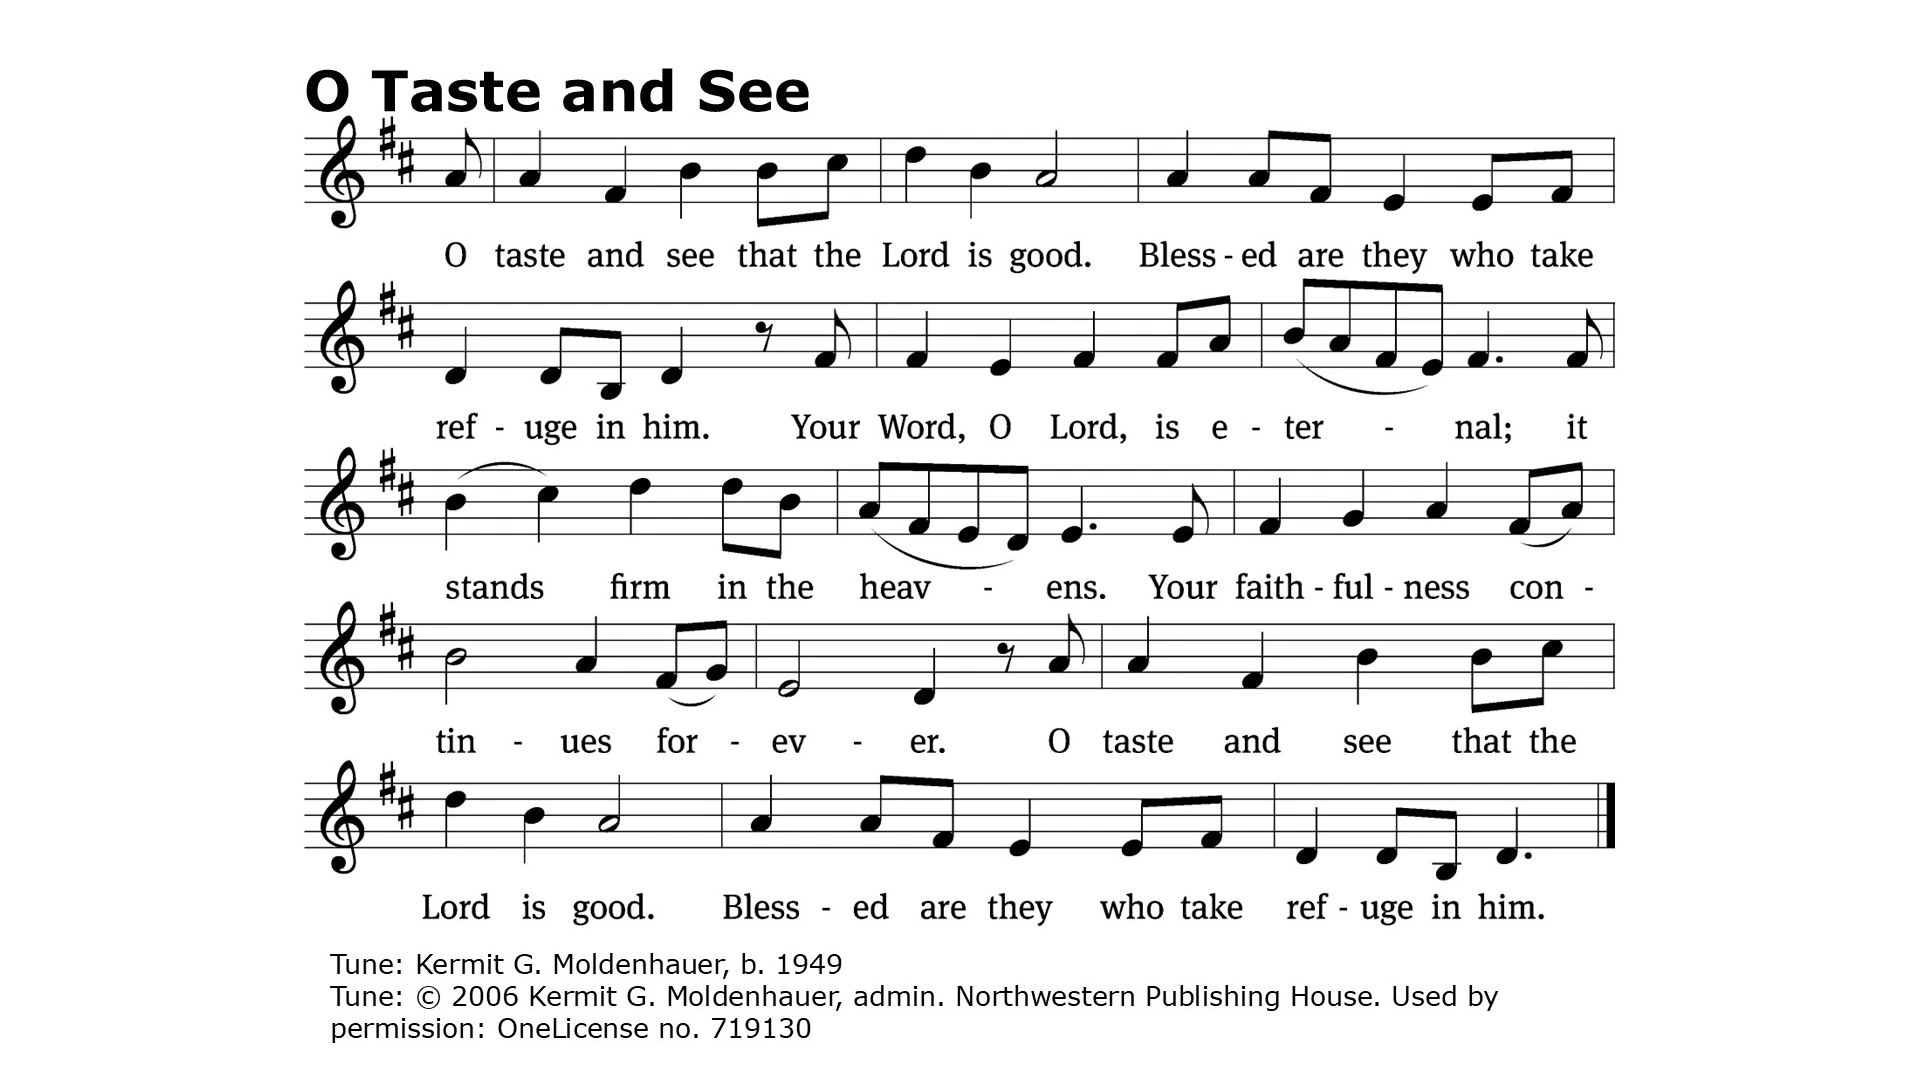 O Taste and See
O taste and see that the Lord is good. Bless - ed are they who take
ref - uge in him. Your Word, O Lord, is e - ter - nal; it
stands firm in the heav - ens. Your faith - ful - ness con -
tin - ues for - ev - er. O taste and see that the
Lord is good. Bless - ed are they who take ref - uge in him.
Tune: Kermit G. Moldenhauer, b. 1949
Tune: © 2006 Kermit G. Moldenhauer, admin. Northwestern Publishing House. Used by
permission: OneLicense no. 719130